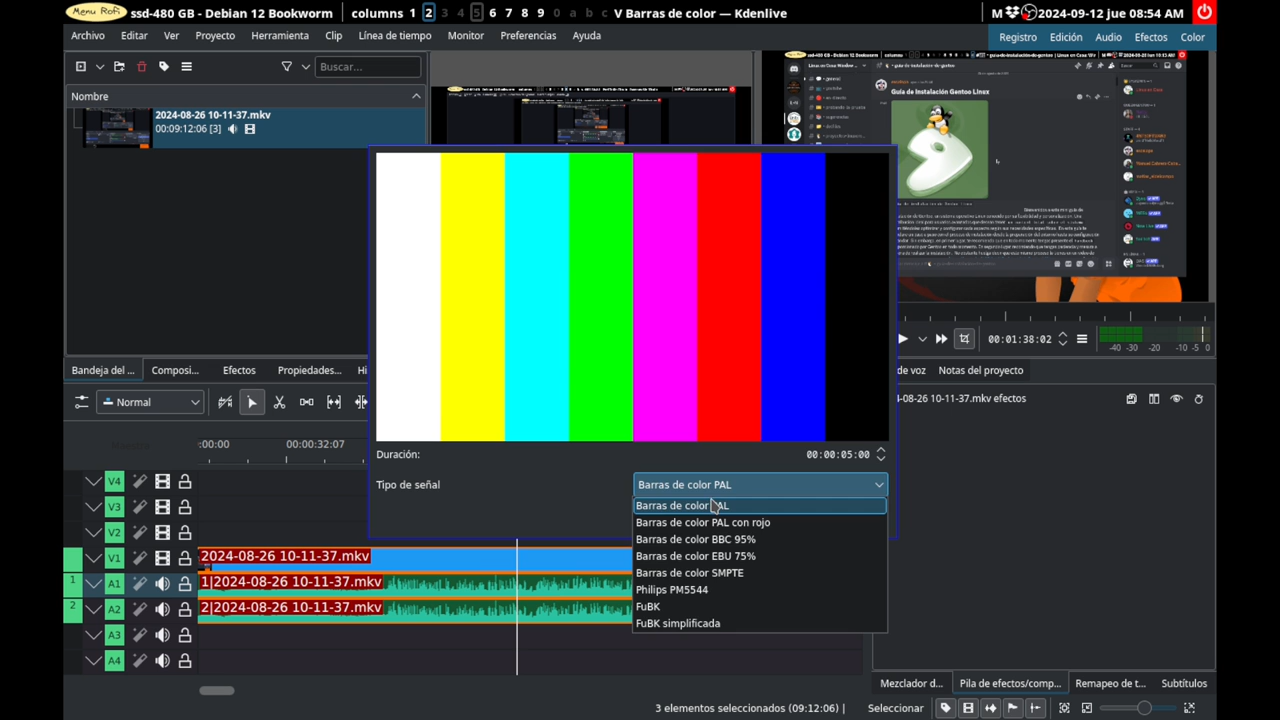 Menu Rofi ssd-480 GB - Debian 12 Bookworm columns 1 2 3 4 5 6 7 8 9 0 a b c V Barras de color — Kdenlive M 2024-09-12 jue 08:54 AM
Archivo Editar Ver Proyecto Herramienta Clip Línea de tiempo Monitor Preferencias Ayuda Registro Edición Audio Efectos Color
Buscar...
Nombre
2024-08-26 10-11-37.mkv
00:09:12:06 [3]
Guía de Instalación Gentoo Linux
00:01:38:02
-40 -30 -20 -10 -5 0
Bandeja del ... Composi... Efectos Propiedades... Hi de voz Notas del proyecto
Normal
4-08-26 10-11-37.mkv efectos
Maestra
:00:00 00:00:32:07
Duración: 00:00:05:00
Tipo de señal Barras de color PAL
Barras de color PAL
Barras de color PAL con rojo
Barras de color BBC 95%
Barras de color EBU 75%
Barras de color SMPTE
Philips PM5544
FuBK
FuBK simplificada
V4
V3
V2
V1 2024-08-26 10-11-37.mkv
1 A1 1|2024-08-26 10-11-37.mkv
2 A2 2|2024-08-26 10-11-37.mkv
A3
A4
Mezclador d... Pila de efectos/comp... Remapeo de t... Subtítulos
3 elementos seleccionados (09:12:06) | Seleccionar